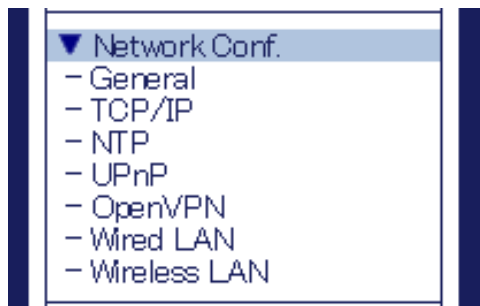 ▼ Network Conf.
- General
- TCP/IP
- NTP
- UPnP
- OpenVPN
- Wired LAN
- Wireless LAN